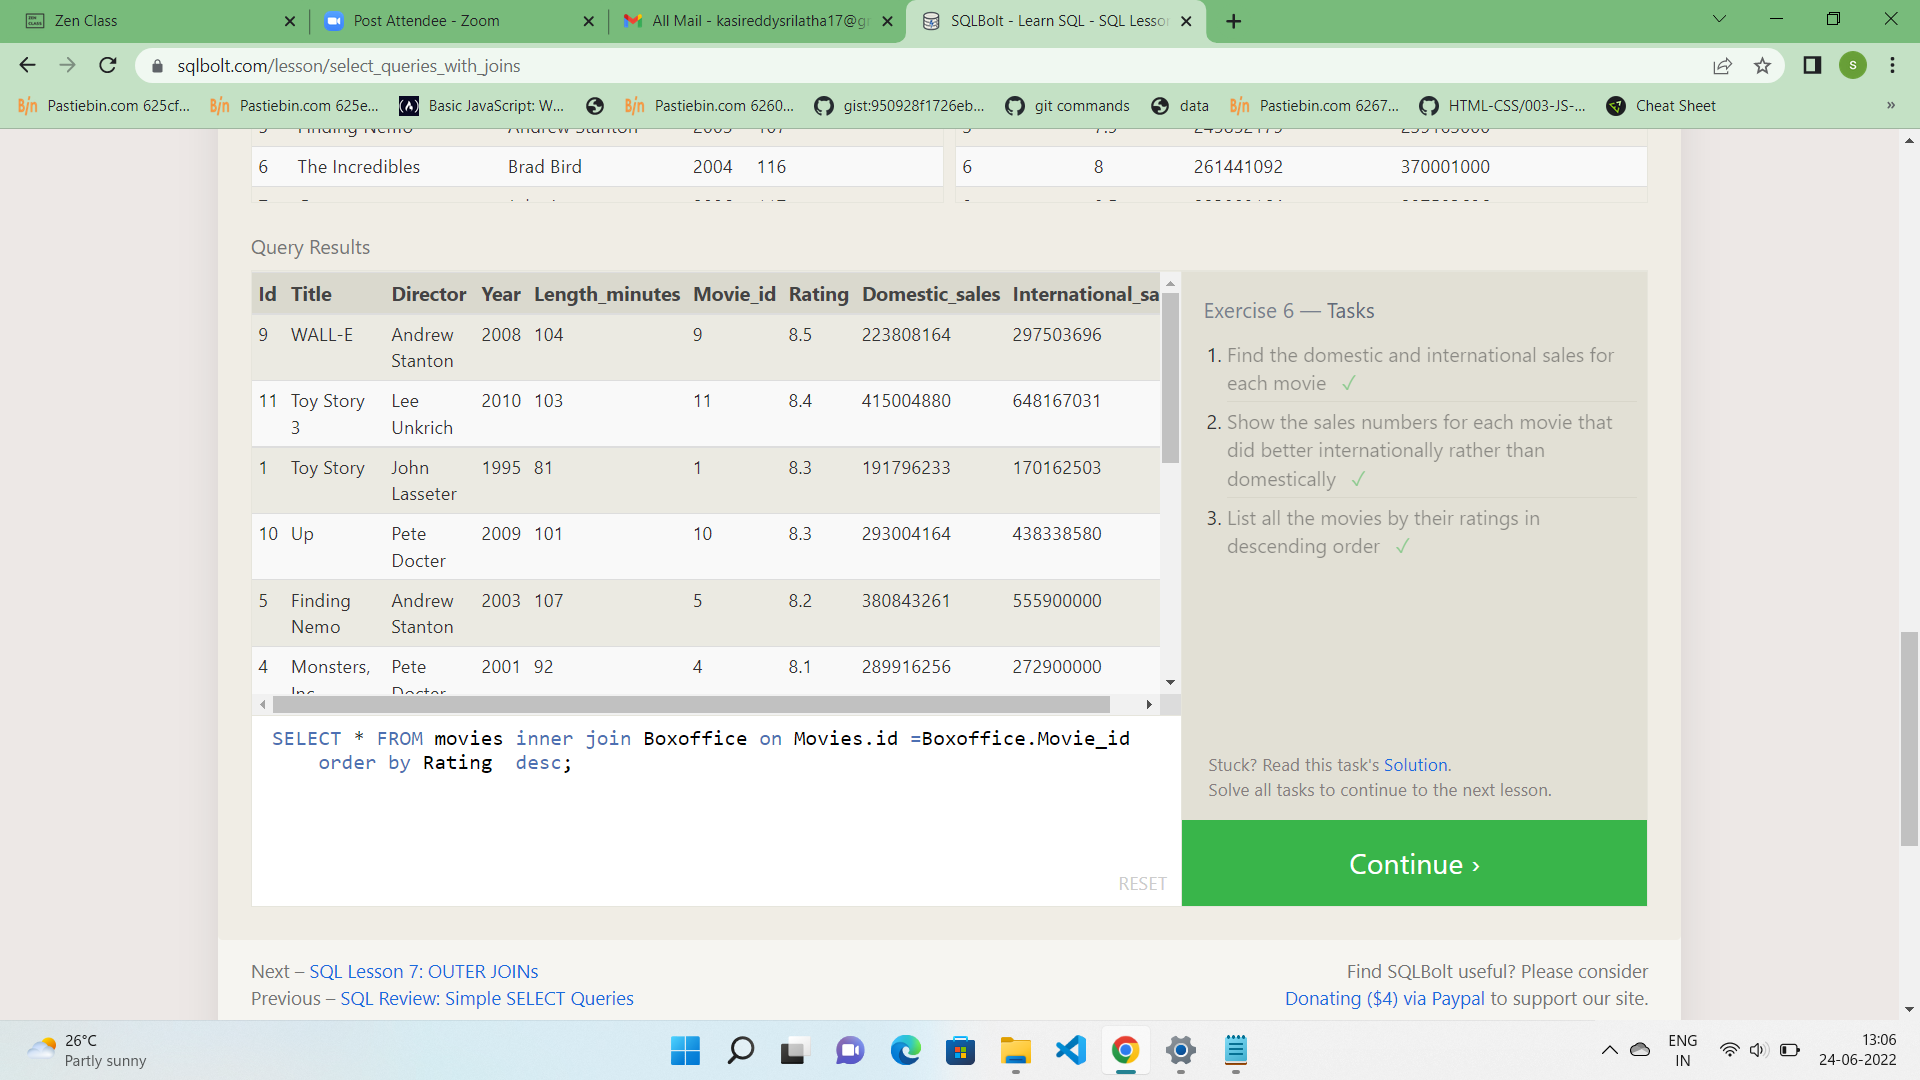 Zen Class
Post Attendee - Zoom
All Mail - kasireddysrilatha17@gr
SQLBolt - Learn SQL - SQL Lesson
sqlbolt.com/lesson/select_queries_with_joins
S
Pastiebin.com 625cf...
Pastiebin.com 625e...
Basic JavaScript: W...
Pastiebin.com 6260...
gist:950928f1726eb...
git commands
data
Pastiebin.com 6267...
HTML-CSS/003-JS-...
Cheat Sheet
»
6 The Incredibles Brad Bird 2004 116
6 8 261441092 370001000
Query Results
Id Title Director Year Length_minutes Movie_id Rating Domestic_sales International_sa
9 WALL-E Andrew Stanton 2008 104 9 8.5 223808164 297503696
11 Toy Story 3 Lee Unkrich 2010 103 11 8.4 415004880 648167031
1 Toy Story John Lasseter 1995 81 1 8.3 191796233 170162503
10 Up Pete Docter 2009 101 10 8.3 293004164 438338580
5 Finding Nemo Andrew Stanton 2003 107 5 8.2 380843261 555900000
4 Monsters, Inc. Pete Docter 2001 92 4 8.1 289916256 272900000
Exercise 6 — Tasks
1. Find the domestic and international sales for
each movie ✓
2. Show the sales numbers for each movie that
did better internationally rather than
domestically ✓
3. List all the movies by their ratings in
descending order ✓
SELECT * FROM movies inner join Boxoffice on Movies.id =Boxoffice.Movie_id
order by Rating  desc;
RESET
Stuck? Read this task's Solution.
Solve all tasks to continue to the next lesson.
Continue ›
Next – SQL Lesson 7: OUTER JOINs
Previous – SQL Review: Simple SELECT Queries
Find SQLBolt useful? Please consider
Donating ($4) via Paypal to support our site.
26°C
Partly sunny
ENG
IN
13:06
24-06-2022